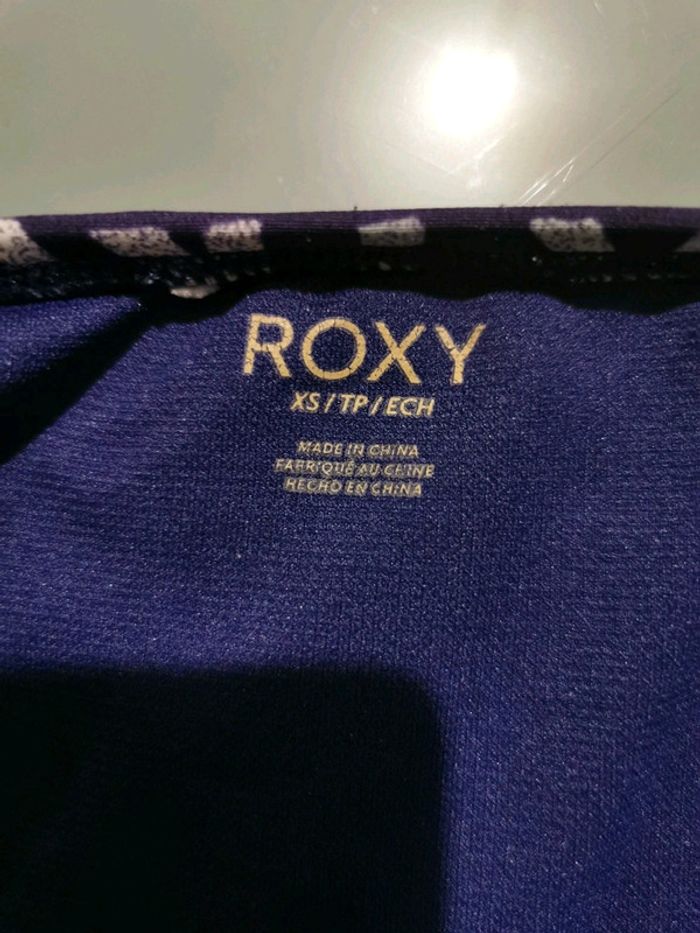 ROXY
XS/TP/ECH
MADE IN CHINA
FABRIQUÉ AU CHINE
HECHO EN CHINA